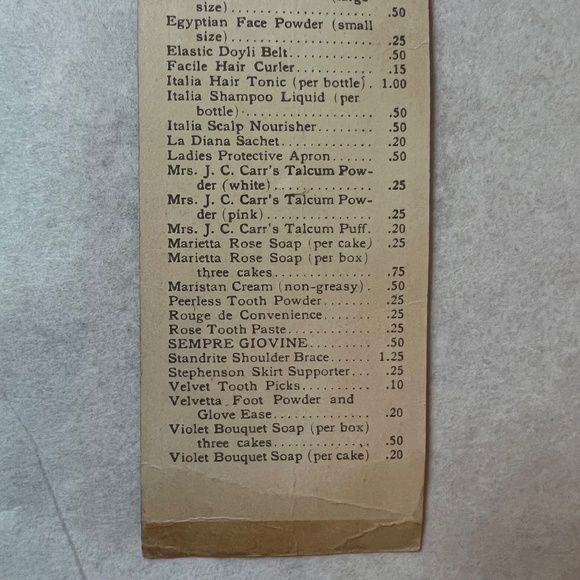 size).................... .50
Egyptian Face Powder (small
size).................... .25
Elastic Doyli Belt............ .50
Facile Hair Curler........... .15
Italia Hair Tonic (per bottle). 1.00
Italia Shampoo Liquid (per
bottle).................. .50
Italia Scalp Nourisher........ .50
La Diana Sachet............. .20
Ladies Protective Apron...... .50
Mrs. J. C. Carr's Talcum Pow-
der (white).............. .25
Mrs. J. C. Carr's Talcum Pow-
der (pink)............... .25
Mrs. J. C. Carr's Talcum Puff. .20
Marietta Rose Soap (per cake) .25
Marietta Rose Soap (per box)
three cakes.............. .75
Maristan Cream (non-greasy). .50
Peerless Tooth Powder....... .25
Rouge de Convenience....... .25
Rose Tooth Paste............ .25
SEMPRE GIOVINE......... .50
Standrite Shoulder Brace...... 1.25
Stephenson Skirt Supporter... .25
Velvet Tooth Picks.......... .10
Velvetta Foot Powder and
Glove Ease.............. .20
Violet Bouquet Soap (per box)
three cakes.............. .50
Violet Bouquet Soap (per cake) .20